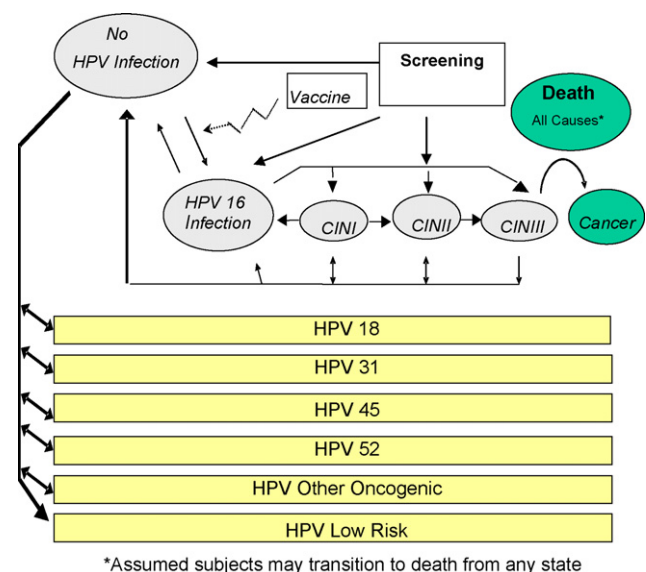 No
HPV Infection
Screening
Vaccine
Death
All Causes*
HPV 16
Infection
CINI
CINII
CINIII
Cancer
HPV 18
HPV 31
HPV 45
HPV 52
HPV Other Oncogenic
HPV Low Risk
*Assumed subjects may transition to death from any state